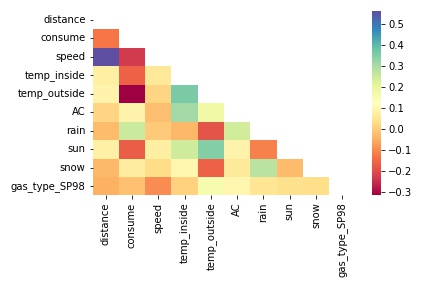 distance
consume
speed
temp_inside
temp_outside
AC
rain
sun
snow
gas_type_SP98
distance
consume
speed
temp_inside
temp_outside
AC
rain
sun
snow
gas_type_SP98
0.5
0.4
0.3
0.2
0.1
0.0
-0.1
-0.2
-0.3